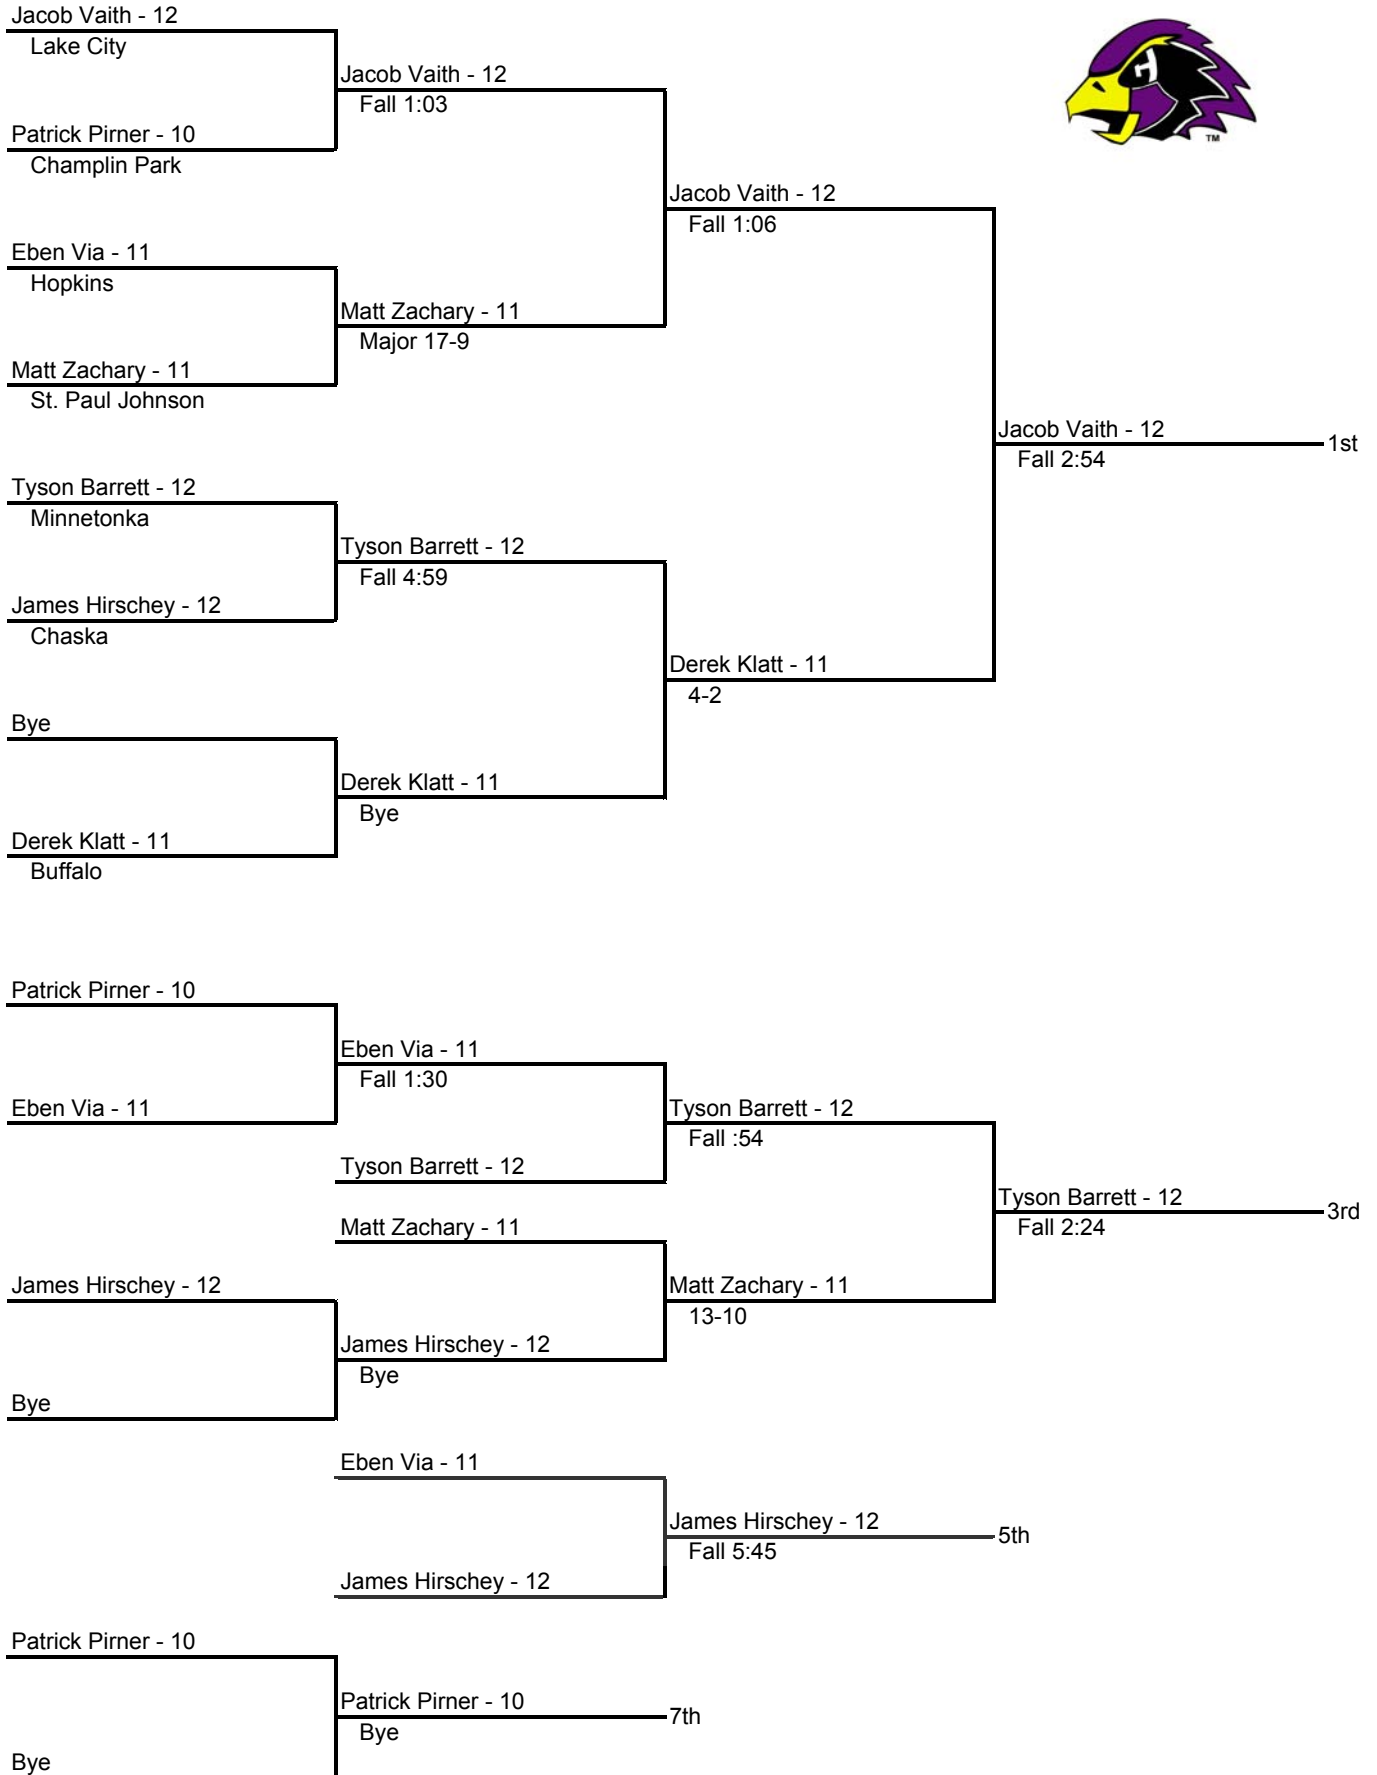 Jacob Vaith - 12
Lake City
Jacob Vaith - 12
Fall 1:03
Patrick Pirner - 10
Champlin Park
TM
Jacob Vaith - 12
Fall 1:06
Eben Via - 11
Hopkins
Matt Zachary - 11
Major 17-9
Matt Zachary - 11
St. Paul Johnson
Jacob Vaith - 12
1st
Fall 2:54
Tyson Barrett - 12
Minnetonka
Tyson Barrett - 12
Fall 4:59
James Hirschey - 12
Chaska
Derek Klatt - 11
4-2
Bye
Derek Klatt - 11
Bye
Derek Klatt - 11
Buffalo
Patrick Pirner - 10
Eben Via - 11
Fall 1:30
Eben Via - 11
Tyson Barrett - 12
Fall :54
Tyson Barrett - 12
Tyson Barrett - 12
3rd
Fall 2:24
Matt Zachary - 11
James Hirschey - 12
Matt Zachary - 11
13-10
James Hirschey - 12
Bye
Bye
Eben Via - 11
James Hirschey - 12
5th
Fall 5:45
James Hirschey - 12
Patrick Pirner - 10
Patrick Pirner - 10
7th
Bye
Bye